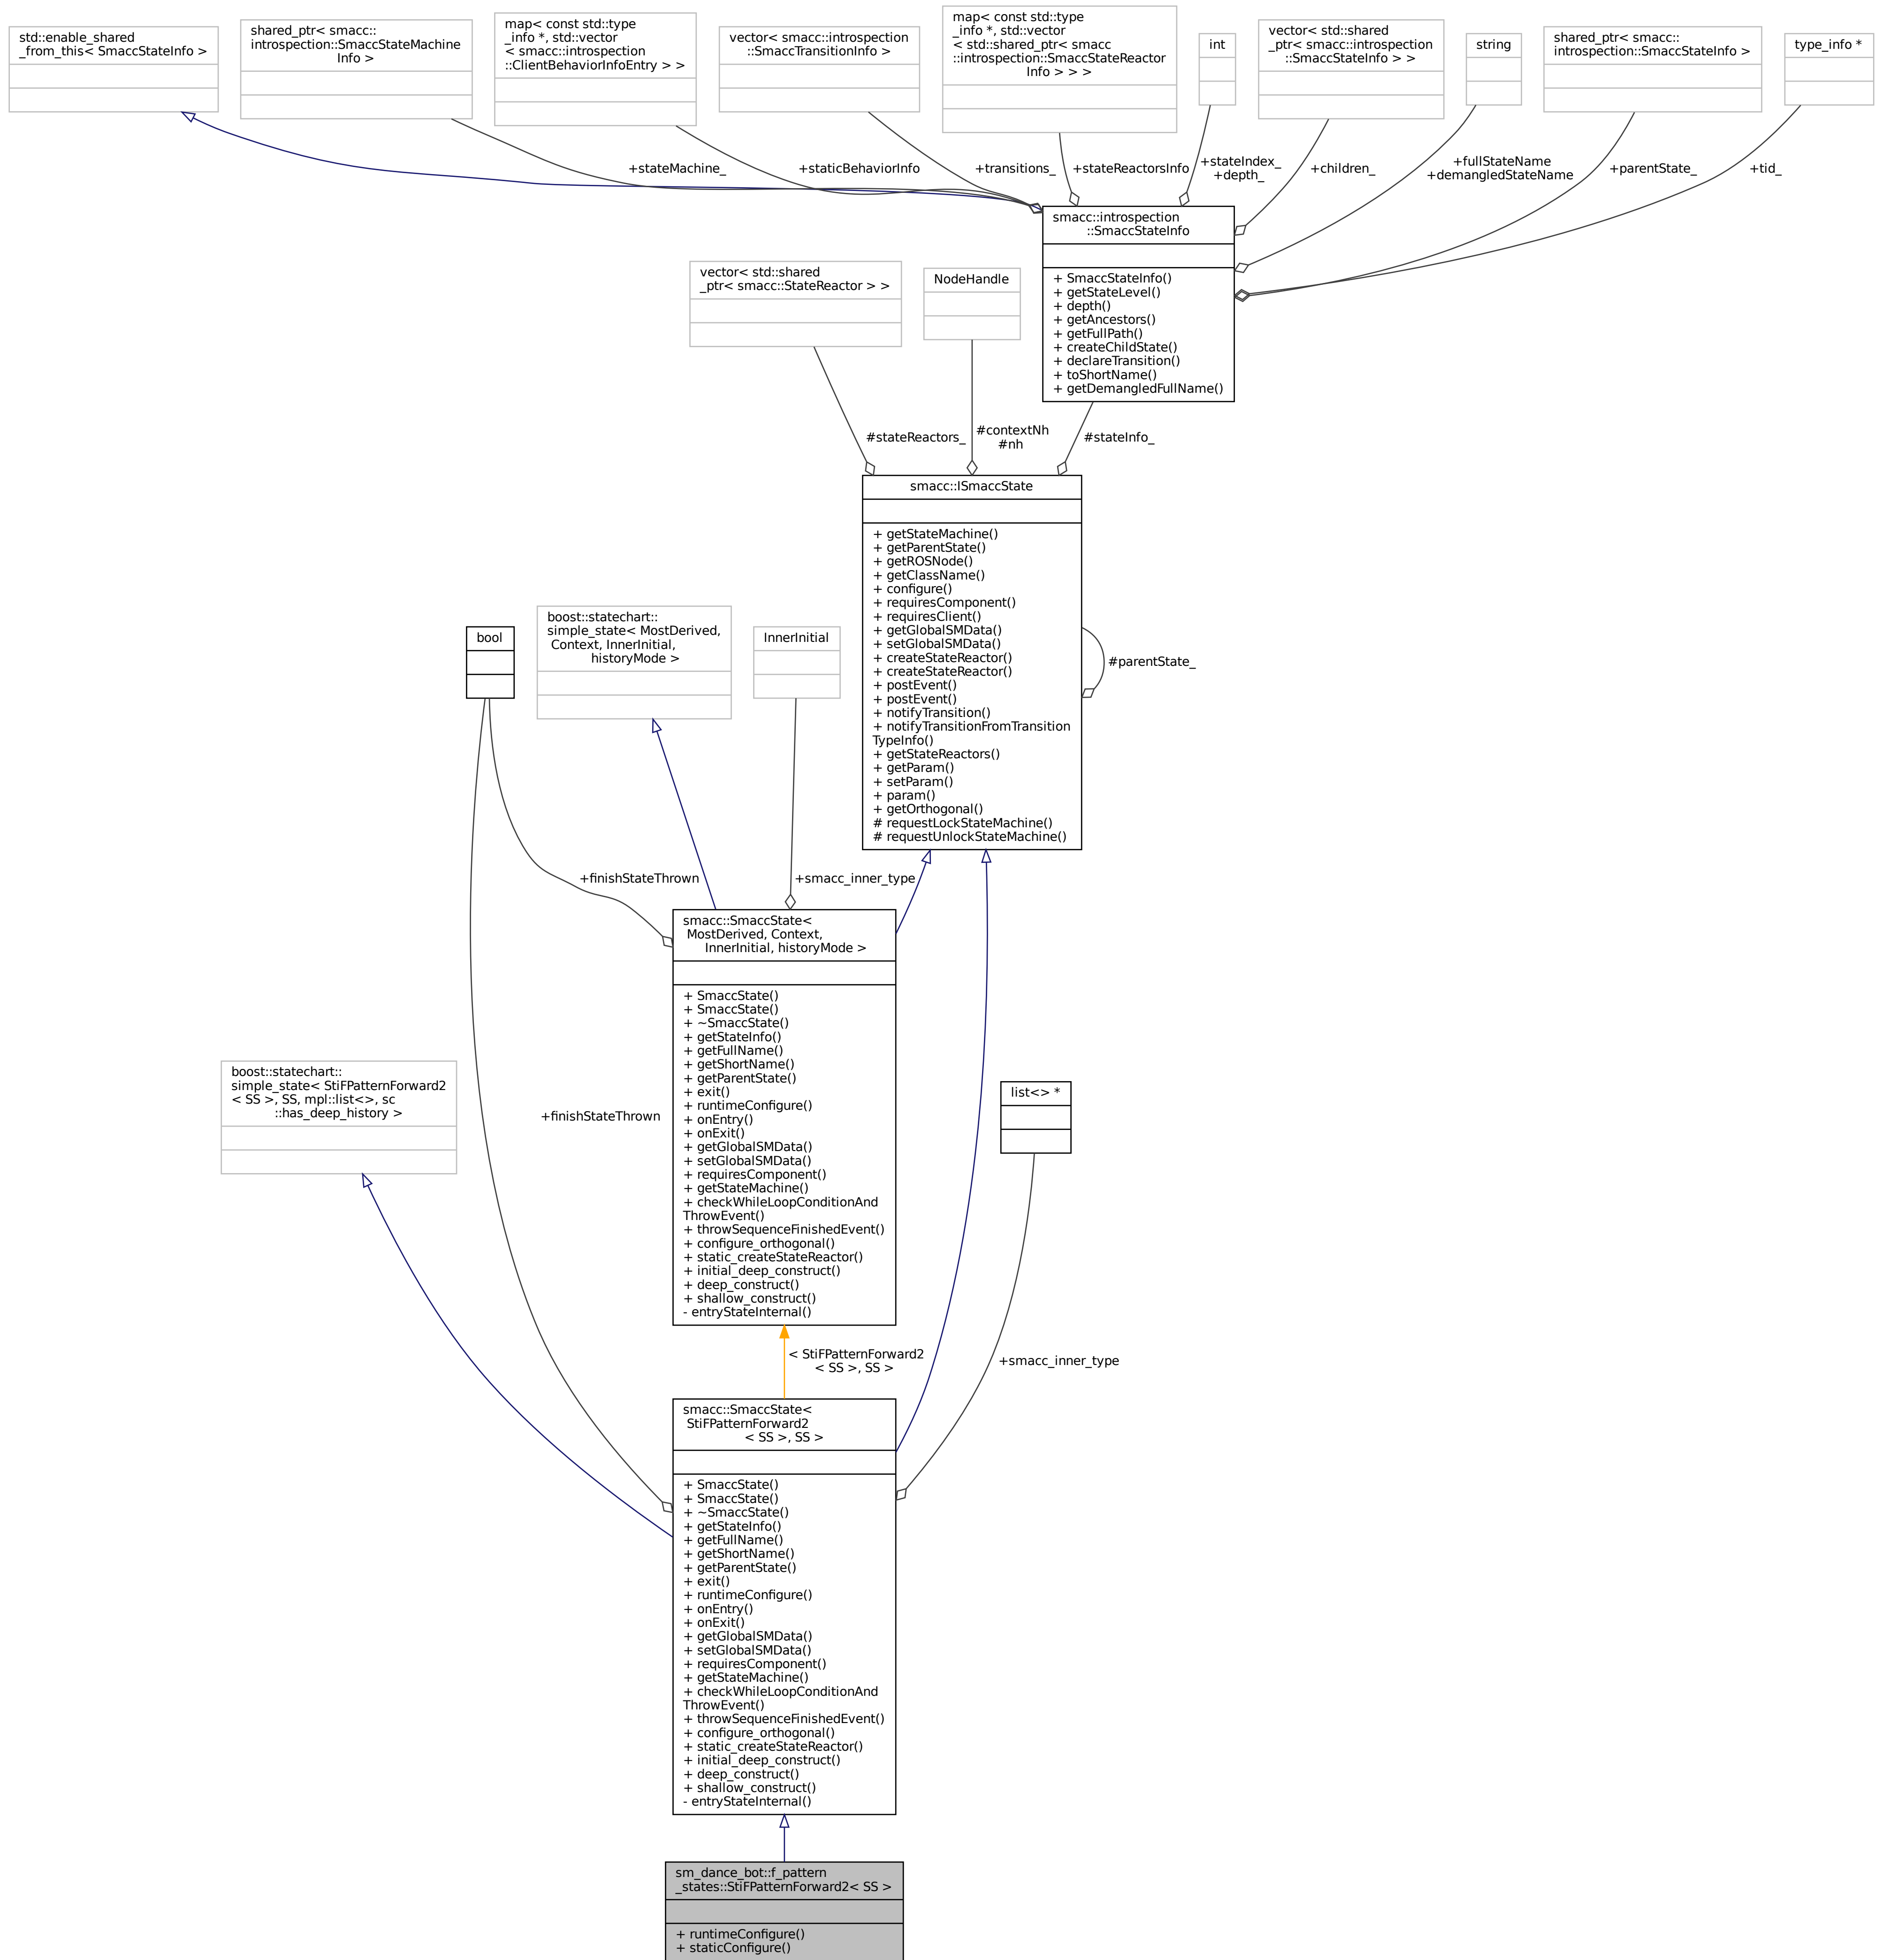 std::enable_shared
_from_this< SmaccStateInfo >
shared_ptr< smacc::
introspection::SmaccStateMachine
Info >
map< const std::type
_info *, std::vector
< smacc::introspection
::ClientBehaviorInfoEntry > >
vector< smacc::introspection
::SmaccTransitionInfo >
map< const std::type
_info *, std::vector
< std::shared_ptr< smacc
::introspection::SmaccStateReactor
Info > > >
int
vector< std::shared
_ptr< smacc::introspection
::SmaccStateInfo > >
string
shared_ptr< smacc::
introspection::SmaccStateInfo >
type_info *
+stateMachine_
+staticBehaviorInfo
+transitions_
+stateReactorsInfo
+stateIndex_
+depth_
+children_
+fullStateName
+demangledStateName
+parentState_
+tid_
smacc::introspection
::SmaccStateInfo
+ SmaccStateInfo()
+ getStateLevel()
+ depth()
+ getAncestors()
+ getFullPath()
+ createChildState()
+ declareTransition()
+ toShortName()
+ getDemangledFullName()
vector< std::shared
_ptr< smacc::StateReactor > >
NodeHandle
#stateReactors_
#contextNh
#nh
#stateInfo_
smacc::ISmaccState
+ getStateMachine()
+ getParentState()
+ getROSNode()
+ getClassName()
+ configure()
+ requiresComponent()
+ requiresClient()
+ getGlobalSMData()
+ setGlobalSMData()
+ createStateReactor()
+ createStateReactor()
+ postEvent()
+ postEvent()
+ notifyTransition()
+ notifyTransitionFromTransition
TypeInfo()
+ getStateReactors()
+ getParam()
+ setParam()
+ param()
+ getOrthogonal()
# requestLockStateMachine()
# requestUnlockStateMachine()
#parentState_
bool
boost::statechart::
simple_state< MostDerived,
Context, InnerInitial,
historyMode >
InnerInitial
+finishStateThrown
+smacc_inner_type
smacc::SmaccState<
MostDerived, Context,
InnerInitial, historyMode >
+ SmaccState()
+ SmaccState()
+ ~SmaccState()
+ getStateInfo()
+ getFullName()
+ getShortName()
+ getParentState()
+ exit()
+ runtimeConfigure()
+ onEntry()
+ onExit()
+ getGlobalSMData()
+ setGlobalSMData()
+ requiresComponent()
+ getStateMachine()
+ checkWhileLoopConditionAnd
ThrowEvent()
+ throwSequenceFinishedEvent()
+ configure_orthogonal()
+ static_createStateReactor()
+ initial_deep_construct()
+ deep_construct()
+ shallow_construct()
- entryStateInternal()
boost::statechart::
simple_state< StiFPatternForward2
< SS >, SS, mpl::list<>, sc
::has_deep_history >
+finishStateThrown
list<> *
< StiFPatternForward2
< SS >, SS >
+smacc_inner_type
smacc::SmaccState<
StiFPatternForward2
< SS >, SS >
+ SmaccState()
+ SmaccState()
+ ~SmaccState()
+ getStateInfo()
+ getFullName()
+ getShortName()
+ getParentState()
+ exit()
+ runtimeConfigure()
+ onEntry()
+ onExit()
+ getGlobalSMData()
+ setGlobalSMData()
+ requiresComponent()
+ getStateMachine()
+ checkWhileLoopConditionAnd
ThrowEvent()
+ throwSequenceFinishedEvent()
+ configure_orthogonal()
+ static_createStateReactor()
+ initial_deep_construct()
+ deep_construct()
+ shallow_construct()
- entryStateInternal()
sm_dance_bot::f_pattern
_states::StiFPatternForward2< SS >
+ runtimeConfigure()
+ staticConfigure()